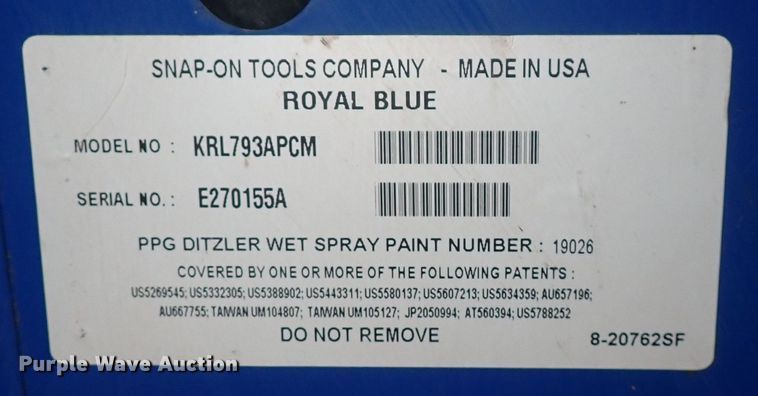 SNAP-ON TOOLS COMPANY - MADE IN USA
ROYAL BLUE
MODEL NO : KRL793APCM
SERIAL NO. : E270155A
PPG DITZLER WET SPRAY PAINT NUMBER : 19026
COVERED BY ONE OR MORE OF THE FOLLOWING PATENTS :
US5269545; US5332305; US5388902; US5443311; US5580137; US5607213; US5634359; AU657196;
AU667755; TAIWAN UM104807; TAIWAN UM105127; JP2050994; AT560394; US5788252
DO NOT REMOVE
8-20762SF
Purple Wave Auction